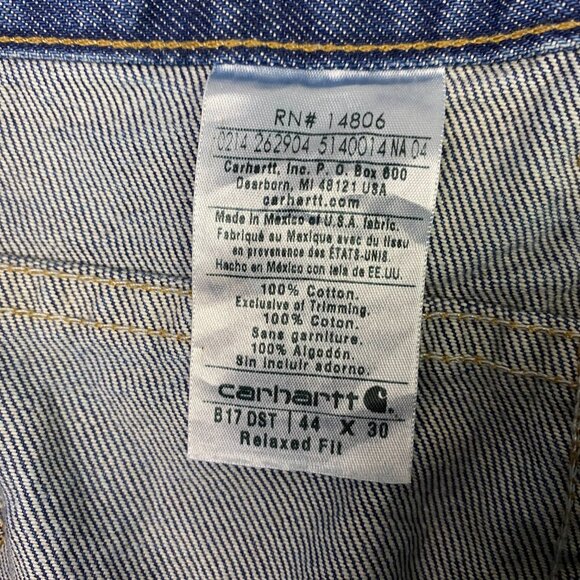 RN# 14806
0214 262904 5140014 NA 04
Carhartt, Inc. P. O. Box 600
Dearborn, MI 48121 USA
carhartt.com
Made in Mexico of U.S.A. fabric.
Fabriqué au Mexique avec du tissu
en provenance des ÉTATS-UNIS.
Hecho en México con tela de EE.UU.
100% Cotton.
Exclusive of Trimming.
100% Coton.
Sans garniture.
100% Algodón.
Sin incluir adorno.
carhartt
B17 DST | 44 X 30
Relaxed Fit